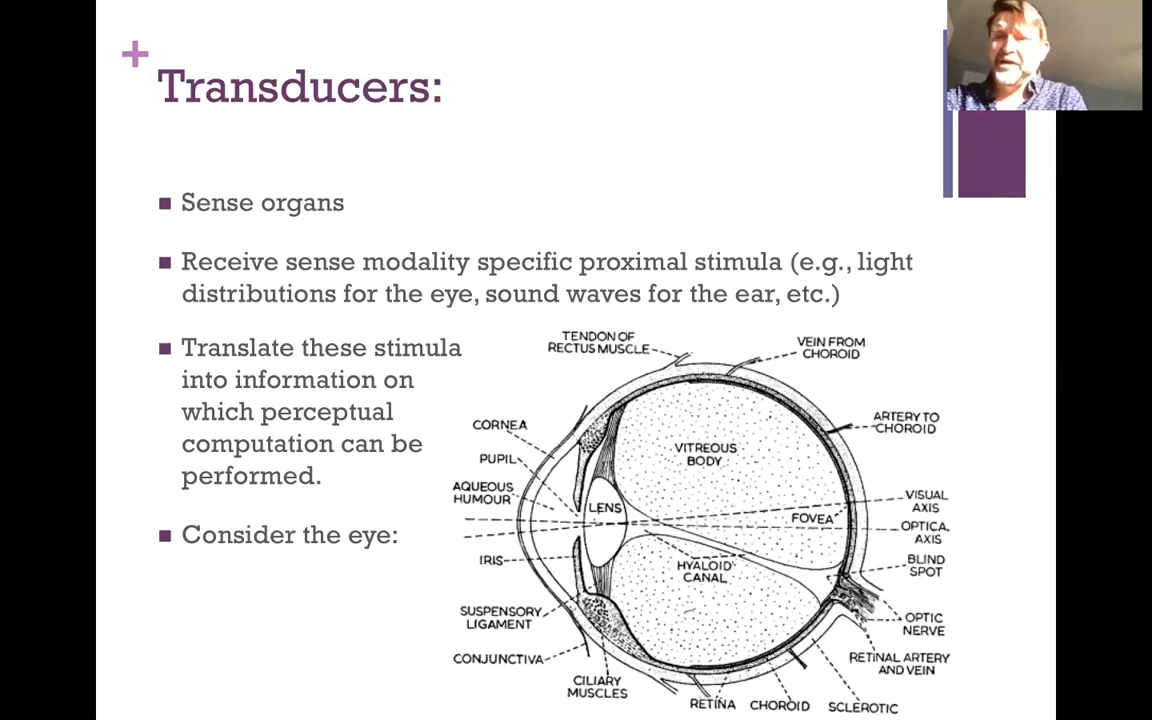 +
Transducers:
Sense organs
Receive sense modality specific proximal stimula (e.g., light
distributions for the eye, sound waves for the ear, etc.)
Translate these stimula
into information on
which perceptual
computation can be
performed.
Consider the eye:
TENDON OF
RECTUS MUSCLE
VEIN FROM
CHOROID
ARTERY TO
CHOROID
CORNEA
PUPIL
AQUEOUS
HUMOUR
LENS
VITREOUS
BODY
VISUAL
AXIS
FOVEA
OPTICA.
AXIS
IRIS
HYALOID
CANAL
BLIND
SPOT
SUSPENSORY
LIGAMENT
OPTIC
NERVE
CONJUNCTIVA
RETINAL ARTERY
AND VEIN
CILIARY
MUSCLES
RETINA
CHOROID
SCLEROTIC